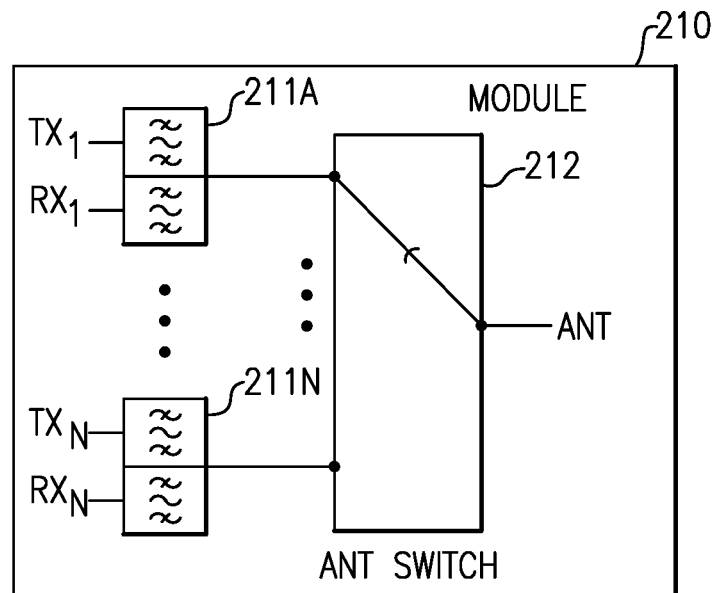 210
211A
MODULE
TX1
RX1
212
ANT
211N
TXN
RXN
ANT SWITCH